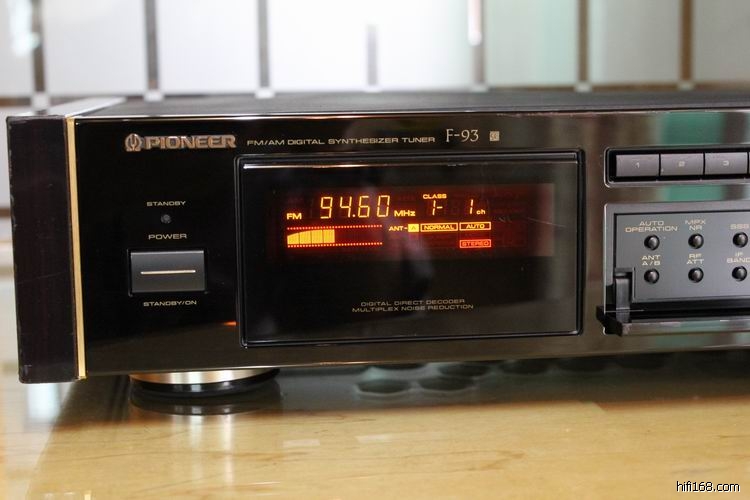 PIONEER FM/AM DIGITAL SYNTHESIZER TUNER F-93
STANDBY
POWER
STANDBY/ON
CLASS
FM 94.60 MHz 1- 1 ch
ANT- A NORMAL AUTO
STEREO
DIGITAL DIRECT DECODER
MULTIPLEX NOISE REDUCTION
1 2 3
AUTO OPERATION
MPX NR
ANT A/B
RF ATT
IF BAND
hifi168.com